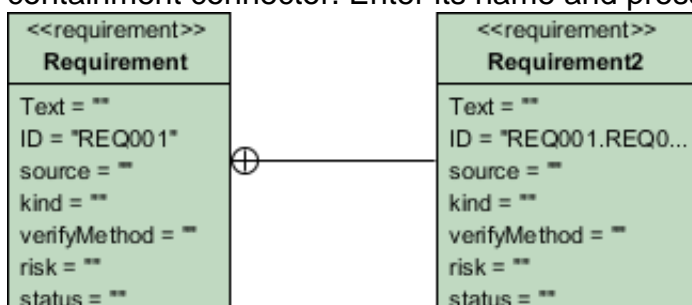 <<requirement>>
Requirement
Text = ""
ID = "REQ001"
source = ""
kind = ""
verifyMethod = ""
risk = ""
status = ""
<<requirement>>
Requirement2
Text = ""
ID = "REQ001.REQ0...
source = ""
kind = ""
verifyMethod = ""
risk = ""
status = ""